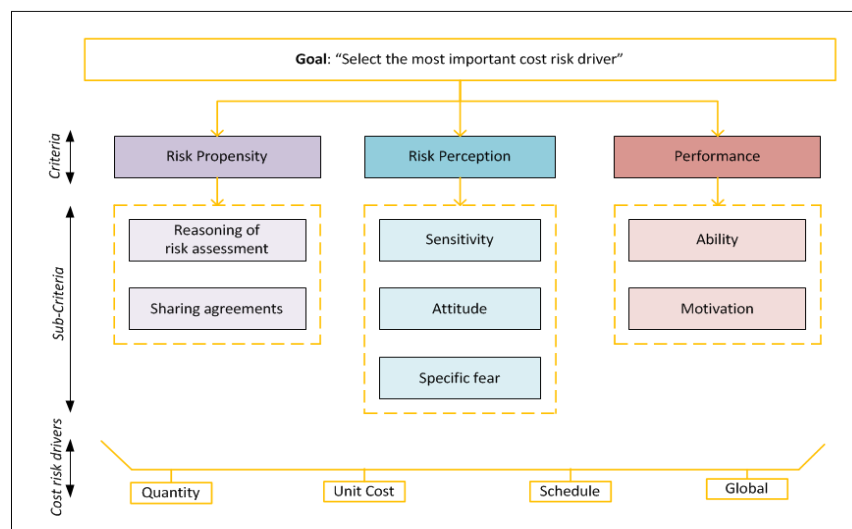 Goal: “Select the most important cost risk driver”
Criteria
Risk Propensity
Risk Perception
Performance
Sub-Criteria
Reasoning of
risk assessment
Sharing agreements
Sensitivity
Attitude
Specific fear
Ability
Motivation
Cost risk drivers
Quantity
Unit Cost
Schedule
Global